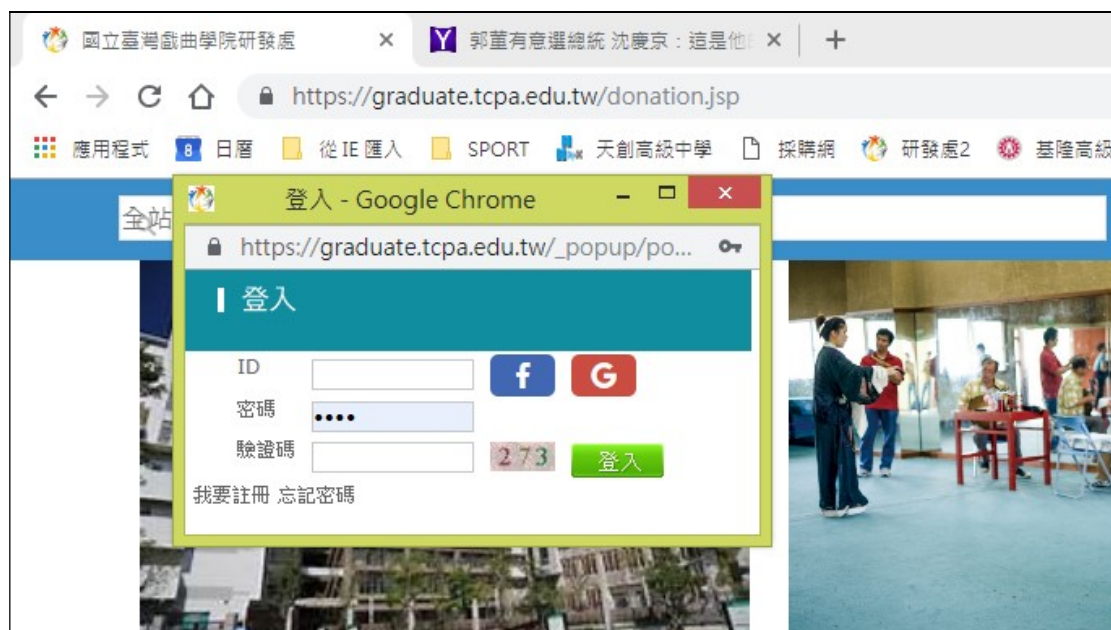 國立臺灣戲曲學院研發處
郭董有意選總統 沈慶京：這是他
https://graduate.tcpa.edu.tw/donation.jsp
應用程式 8 日曆 從 IE 匯入 SPORT 天創高級中學 採購網 研發處2 基隆高級
全站
登入 - Google Chrome
https://graduate.tcpa.edu.tw/_popup/po...
登入
ID
f G
密碼
驗證碼 273 登入
我要註冊 忘記密碼